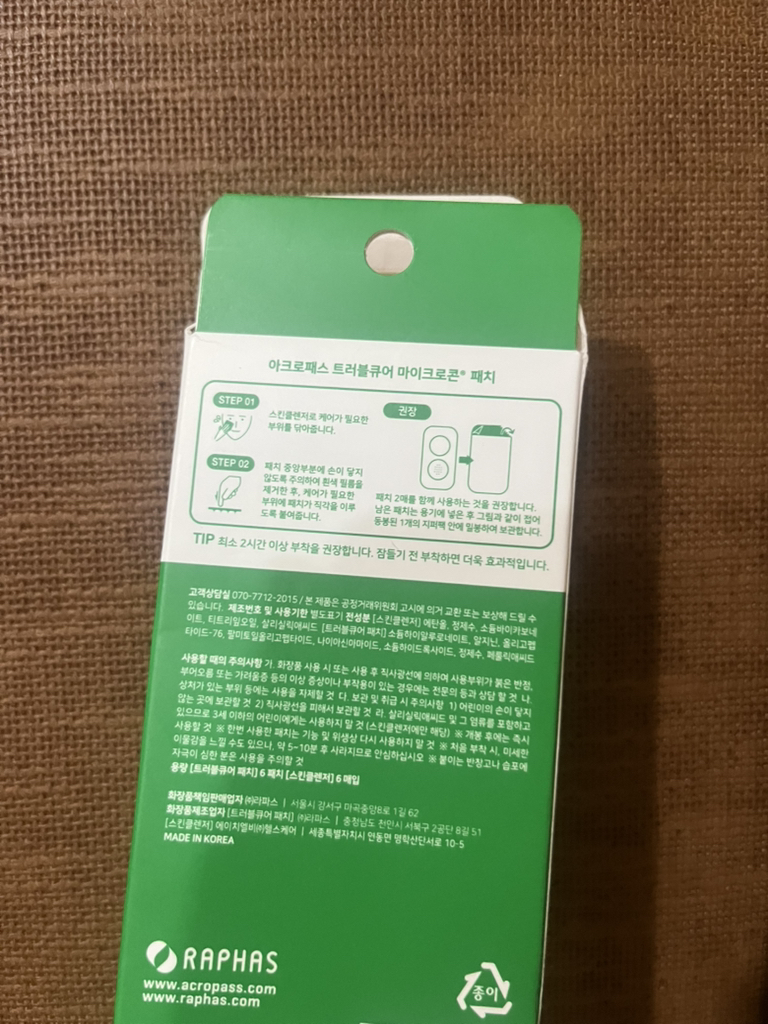 아크로패스 트러블큐어 마이크로콘® 패치
STEP 01
스킨클렌저로 케어가 필요한
부위를 닦아줍니다.
STEP 02
패치 중앙부분에 손이 닿지
않도록 주의하여 흰색 필름을
제거한 후, 케어가 필요한
부위에 패치가 직각을 이루
도록 붙여줍니다.
권장
패치 2매를 함께 사용하는 것을 권장합니다.
남은 패치는 용기에 넣은 후 그림과 같이 접어
동봉된 1개의 지퍼팩 안에 밀봉하여 보관합니다.
TIP 최소 2시간 이상 부착을 권장합니다. 잠들기 전 부착하면 더욱 효과적입니다.
고객상담실 070-7712-2015 / 본 제품은 공정거래위원회 고시에 의거 교환 또는 보상해 드릴 수
있습니다. 제조번호 및 사용기한 별도표기 전성분 [스킨클렌저] 에탄올, 정제수, 소듐바이카보네
이트, 티트리잎오일, 살리실릭애씨드 [트러블큐어 패치] 소듐하이알루로네이트, 알지닌, 올리고펩
타이드-76, 팔미토일올리고펩타이드, 나이아신아마이드, 소듐하이드록사이드, 정제수, 페룰릭애씨드
사용할 때의 주의사항 가. 화장품 사용 시 또는 사용 후 직사광선에 의하여 사용부위가 붉은 반점,
부어오름 또는 가려움증 등의 이상 증상이나 부작용이 있는 경우에는 전문의 등과 상담 할 것 나.
상처가 있는 부위 등에는 사용을 자제할 것 다. 보관 및 취급 시 주의사항 1) 어린이의 손이 닿지
않는 곳에 보관할 것 2) 직사광선을 피해서 보관할 것 라. 살리실릭애씨드 및 그 염류를 포함하고
있으므로 3세 이하의 어린이에게는 사용하지 말 것 (스킨클렌저에만 해당) ※ 개봉 후에는 즉시
사용할 것 ※ 한번 사용한 패치는 기능 및 위생상 다시 사용하지 말 것 ※ 처음 부착 시, 미세한
이물감을 느낄 수도 있으나, 약 5~10분 후 사라지므로 안심하십시오 ※ 붙이는 반창고나 습포에
자극이 심한 분은 사용을 주의할 것
용량 [트러블큐어 패치] 6 패치 [스킨클렌저] 6 매입
화장품책임판매업자 ㈜라파스 | 서울시 강서구 마곡중앙8로 1길 62
화장품제조업자 [트러블큐어 패치] ㈜라파스 | 충청남도 천안시 서북구 2공단 8길 51
[스킨클렌저] 에이치엘비㈜헬스케어 | 세종특별자치시 연동면 명학산단서로 10-5
MADE IN KOREA
RAPHAS
www.acropass.com
www.raphas.com
종이